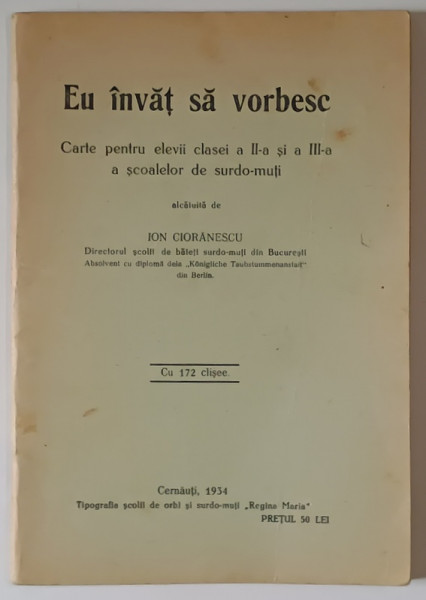 Eu învăț să vorbesc
Carte pentru elevii clasei a II-a și a III-a
a școalelor de surdo-muți
alcătuită de
ION CIORĂNESCU
Directorul școlii de băieți surdo-muți din București
Absolvent cu diplomă dela „Königliche Taubstummenanstalt"
din Berlin.
Cu 172 clișee.
Cernăuți, 1934
Tipografia școlii de orbi și surdo-muți „Regina Maria"
PREȚUL 50 LEI